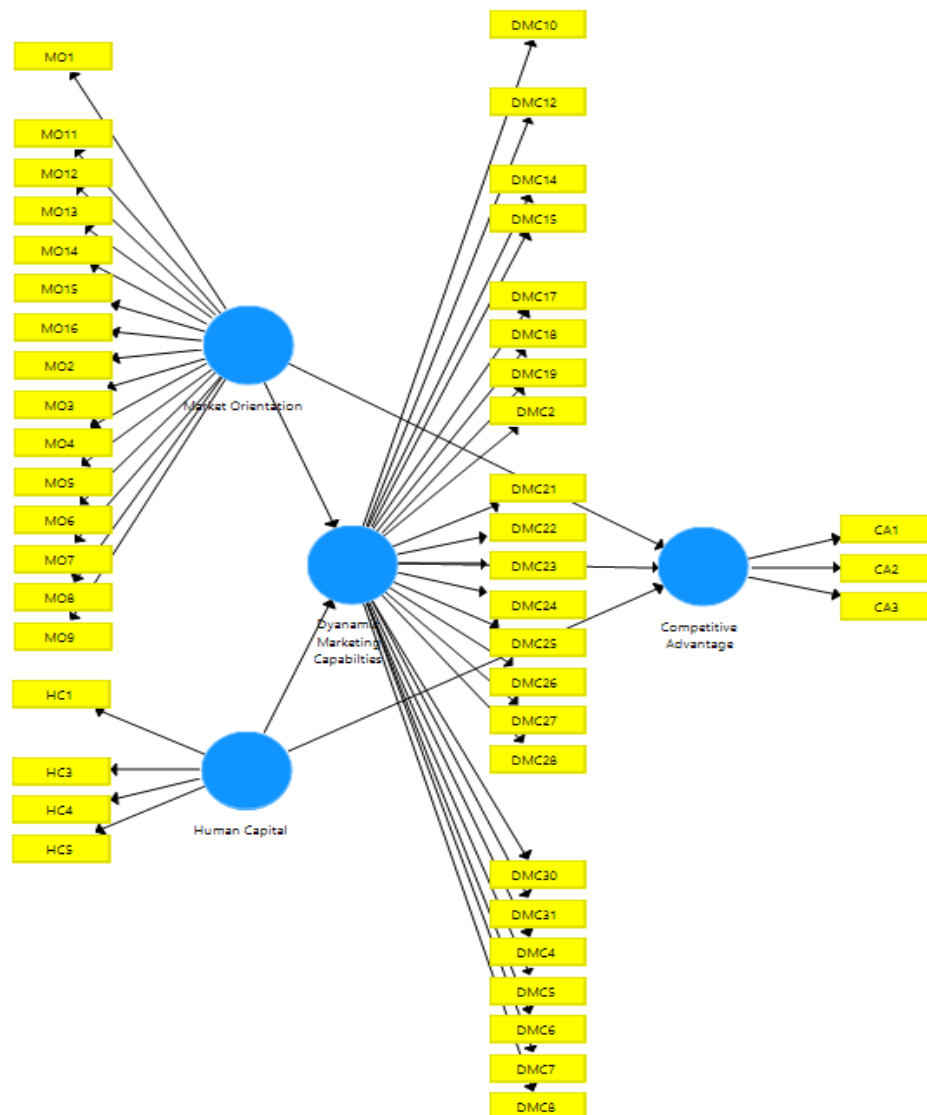 MO1
MO11
MO12
MO13
MO14
MO15
MO16
MO2
MO3
MO4
MO5
MO6
MO7
MO8
MO9
HC1
HC3
HC4
HC5
Market Orientation
Human Capital
Dyanamic
Marketing
Capabilties
DMC10
DMC12
DMC14
DMC15
DMC17
DMC18
DMC19
DMC2
DMC21
DMC22
DMC23
DMC24
DMC25
DMC26
DMC27
DMC28
DMC30
DMC31
DMC4
DMC5
DMC6
DMC7
DMC8
Competitive
Advantage
CA1
CA2
CA3